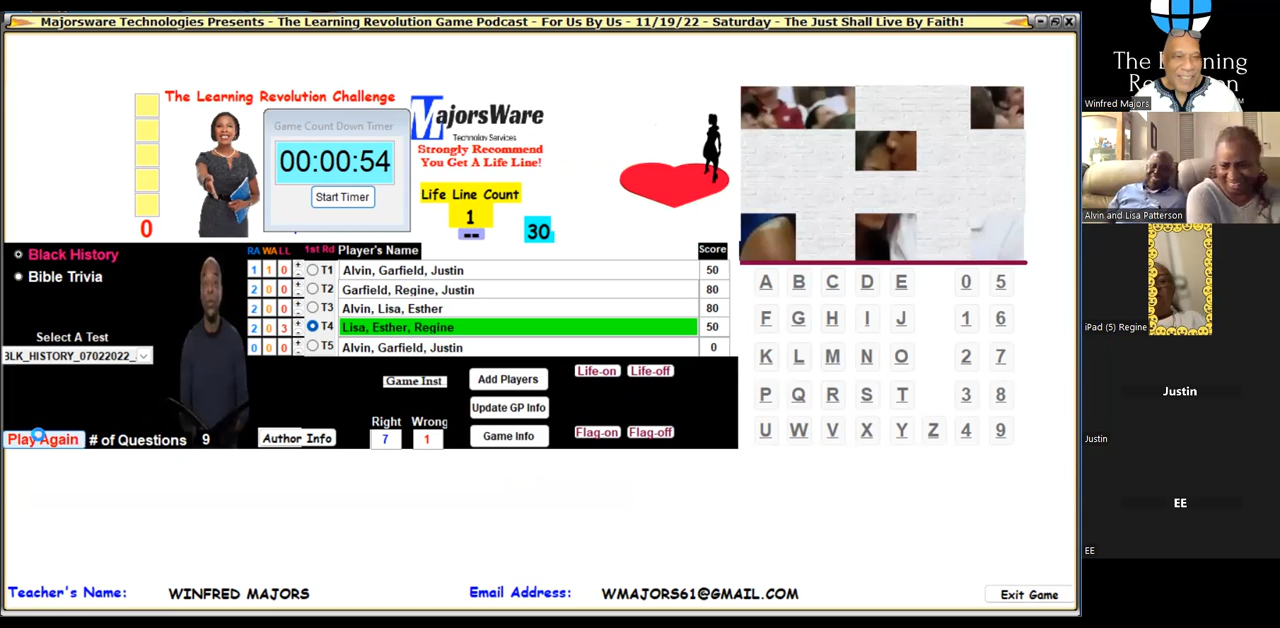 Majorsware Technologies Presents - The Learning Revolution Game Podcast - For Us By Us - 11/19/22 - Saturday - The Just Shall Live By Faith!
The Learning Revolution Challenge
0
Game Count Down Timer
00:00:54
Start Timer
MajorsWare
Technology Services
Strongly Recommend
You Get A Life Line!
Life Line Count
1
--
30
Black History
Bible Trivia
Select A Test
BLK_HISTORY_07022022_
Play Again
# of Questions 9
RA WA LL 1st Rd Player's Name Score
1 1 0 + - T1 Alvin, Garfield, Justin 50
2 0 0 + - T2 Garfield, Regine, Justin 80
2 0 0 + - T3 Alvin, Lisa, Esther 80
2 0 3 + - T4 Lisa, Esther, Regine 50
0 0 0 + - T5 Alvin, Garfield, Justin 0
Game Inst
Add Players
Life-on Life-off
Update GP Info
Right Wrong
7 1
Author Info
Game Info
Flag-on Flag-off
A B C D E 0 5
F G H I J 1 6
K L M N O 2 7
P Q R S T 3 8
U W V X Y Z 4 9
Teacher's Name: WINFRED MAJORS
Email Address: WMAJORS61@GMAIL.COM
Exit Game
The Learning
Winfred Majors
Alvin and Lisa Patterson
iPad (5) Regine
Justin
Justin
EE
EE